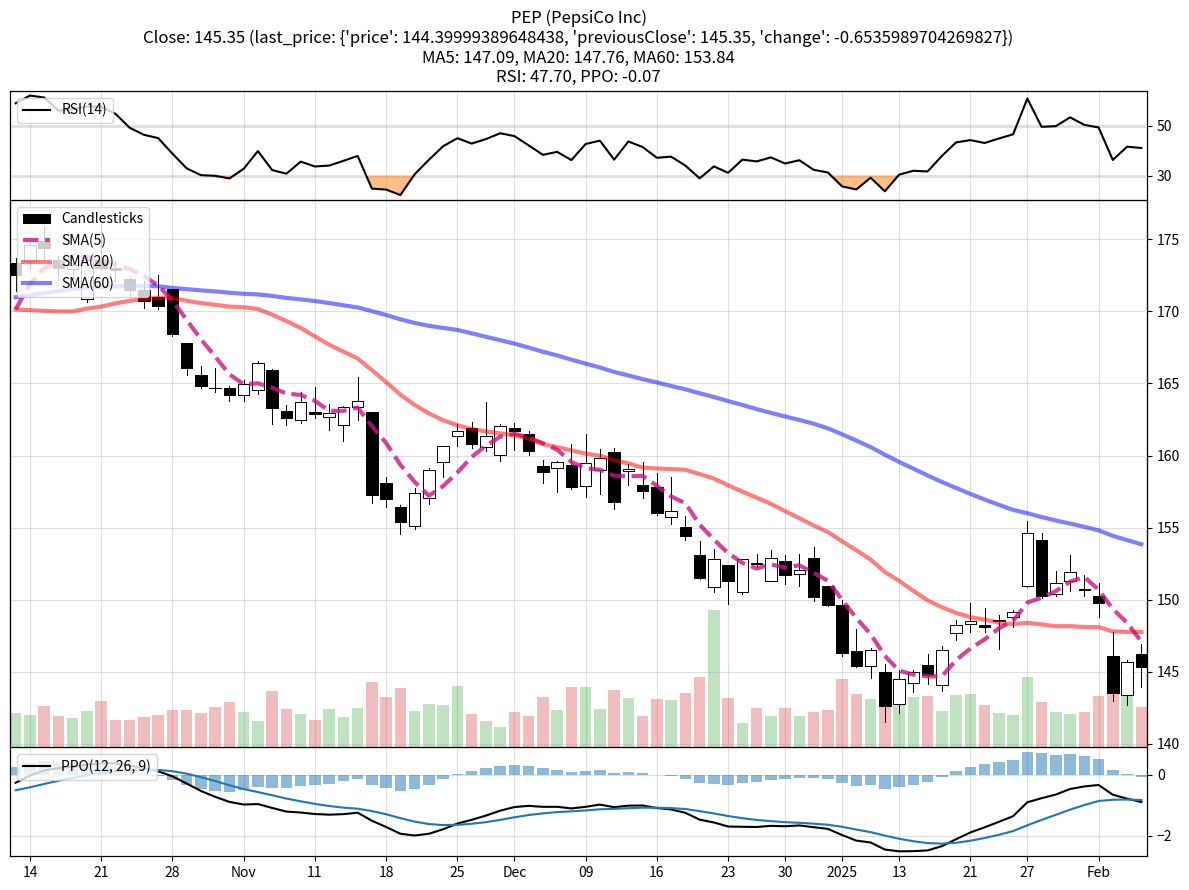 PEP (PepsiCo Inc)
Close: 145.35 (last_price: {'price': 144.39999389648438, 'previousClose': 145.35, 'change': -0.6535989704269827})
MA5: 147.09, MA20: 147.76, MA60: 153.84
RSI: 47.70, PPO: -0.07
RSI(14)
50
30
Candlesticks
SMA(5)
SMA(20)
SMA(60)
175
170
165
160
155
150
145
140
PPO(12, 26, 9)
0
−2
14 21 28 Nov 11 18 25 Dec 09 16 23 30 2025 13 21 27 Feb